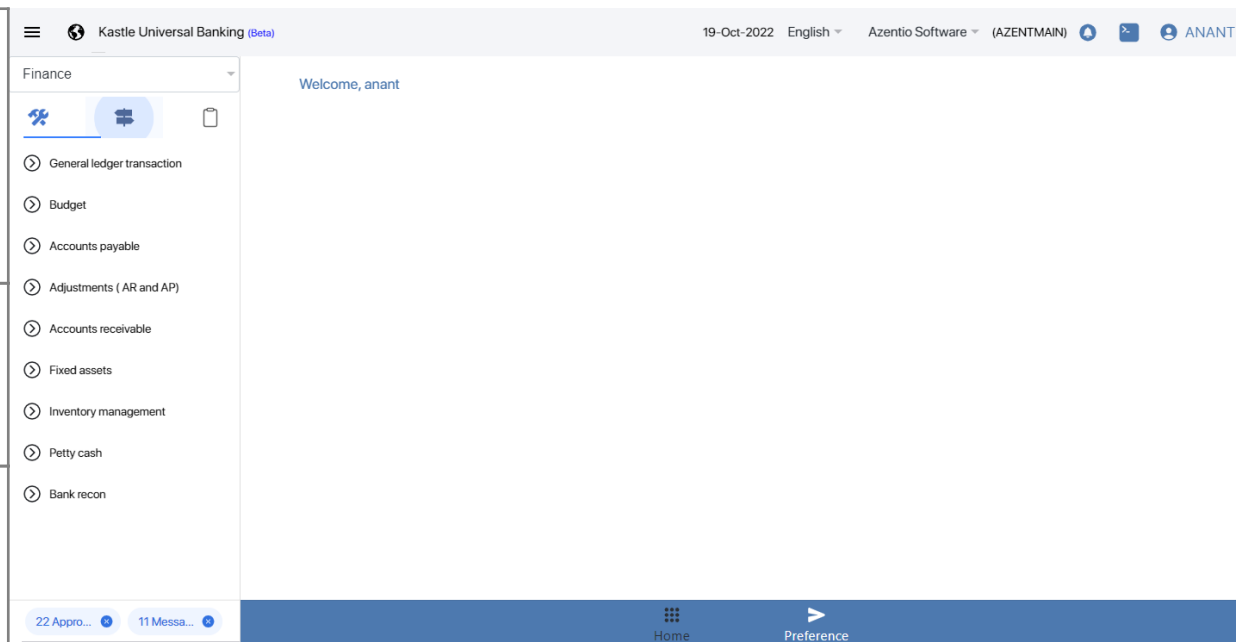 Kastle Universal Banking (Beta)
19-Oct-2022 English Azentio Software (AZENTMAIN) ANANT
Finance
Welcome, anant
General ledger transaction
Budget
Accounts payable
Adjustments ( AR and AP)
Accounts receivable
Fixed assets
Inventory management
Petty cash
Bank recon
22 Appro... 11 Messa...
Home Preference